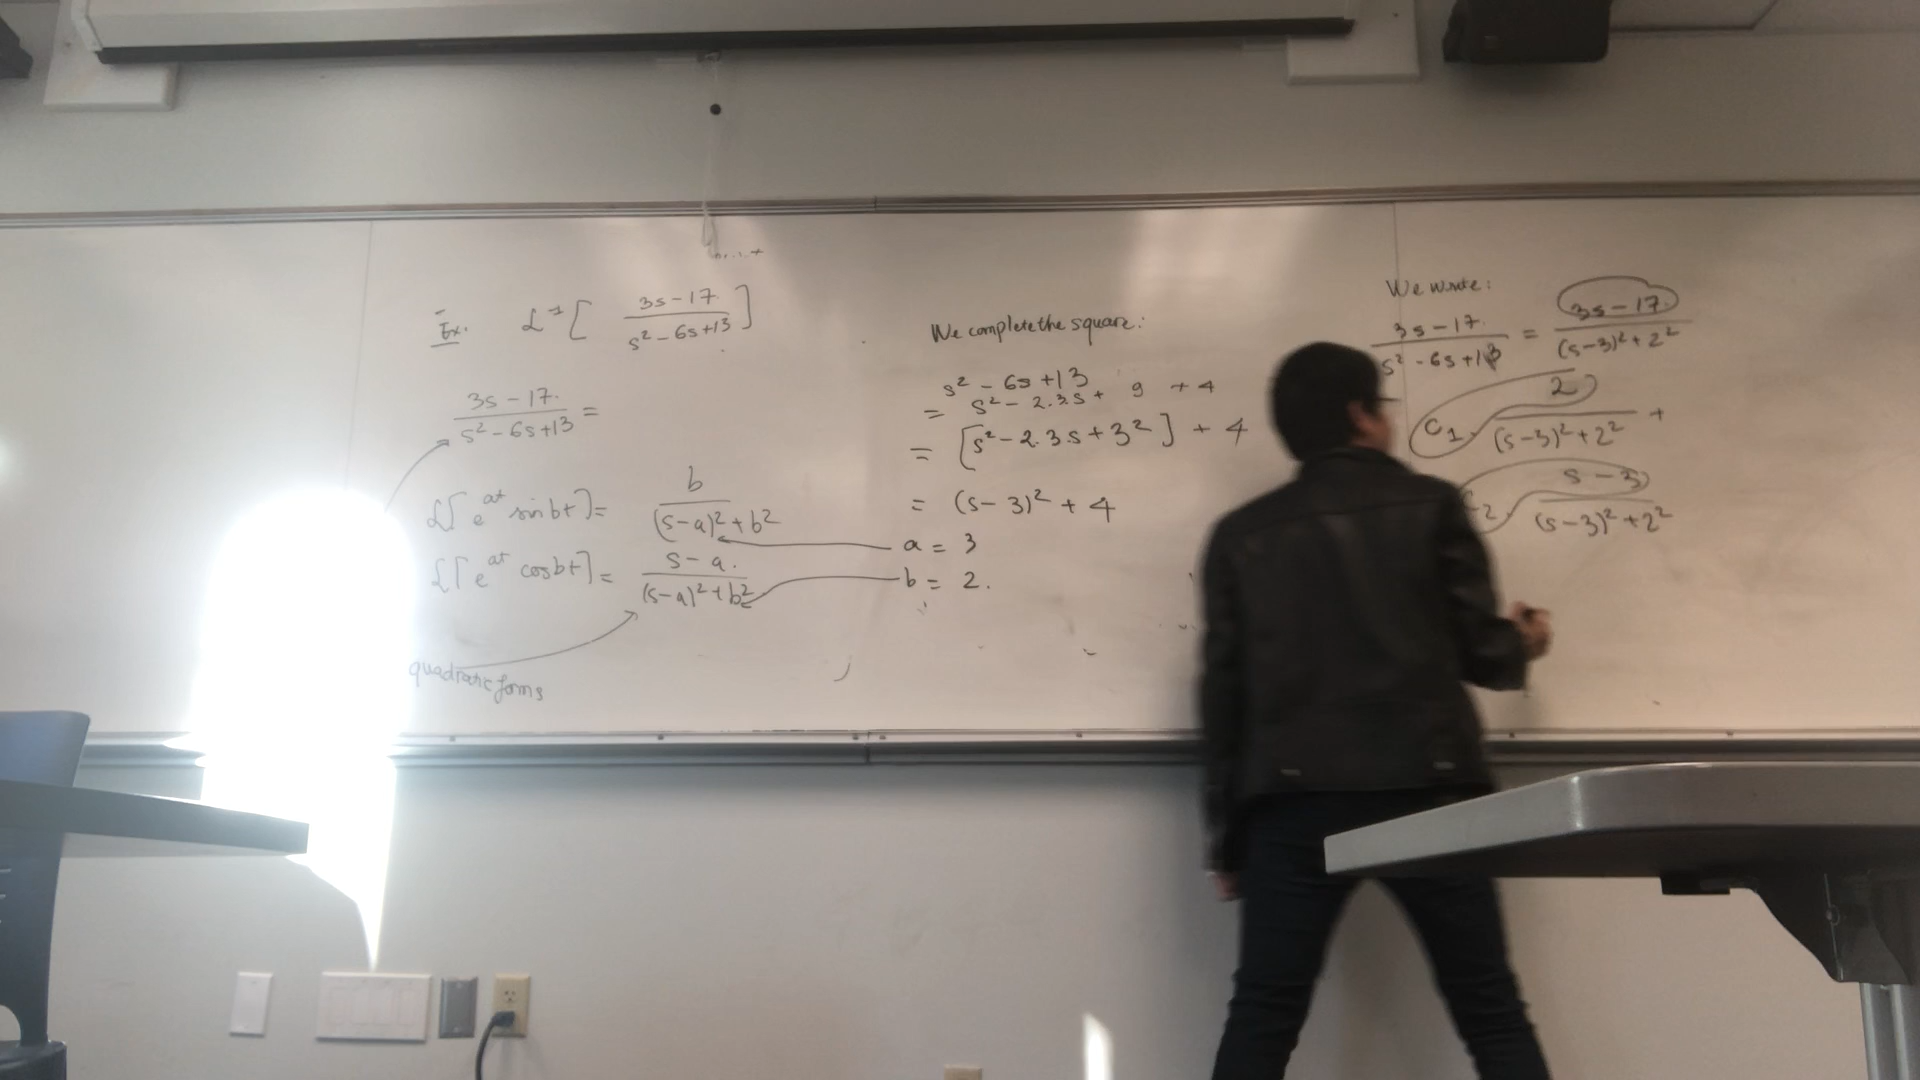 Ex. ℒ⁻¹[ (3s-17)/(s²-6s+13) ]
(3s-17.)/(s²-6s+13) =
ℒ[e^{at} sin bt] = b/((s-a)²+b²)
ℒ[e^{at} cos bt] = (s-a.)/((s-a)²+b²)
quadratic forms
We complete the square:
s² - 6s + 13
= s² - 2.3.s + 9 + 4
= [s² - 2.3.s + 3²] + 4
= (s-3)² + 4
a = 3
b = 2.
We write:
(3s-17.)/(s²-6s+13) = (3s-17.)/((s-3)²+2²)
C₁. 2/((s-3)²+2²) +
₂. (s-3)/((s-3)²+2²)